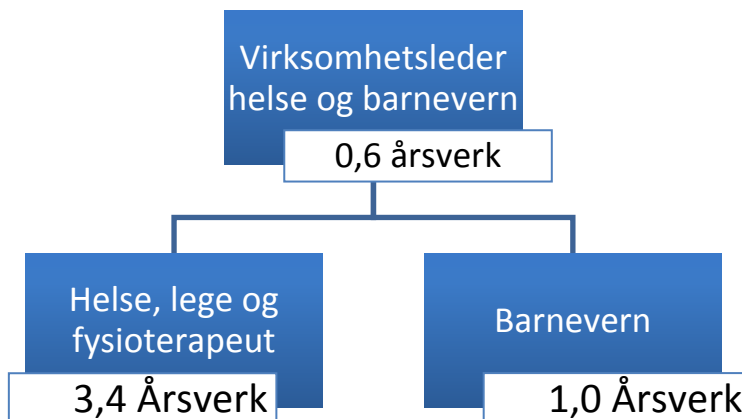 Virksomhetsleder
helse og barnevern
0,6 årsverk
Helse, lege og
fysioterapeut
3,4 Årsverk
Barnevern
1,0 Årsverk